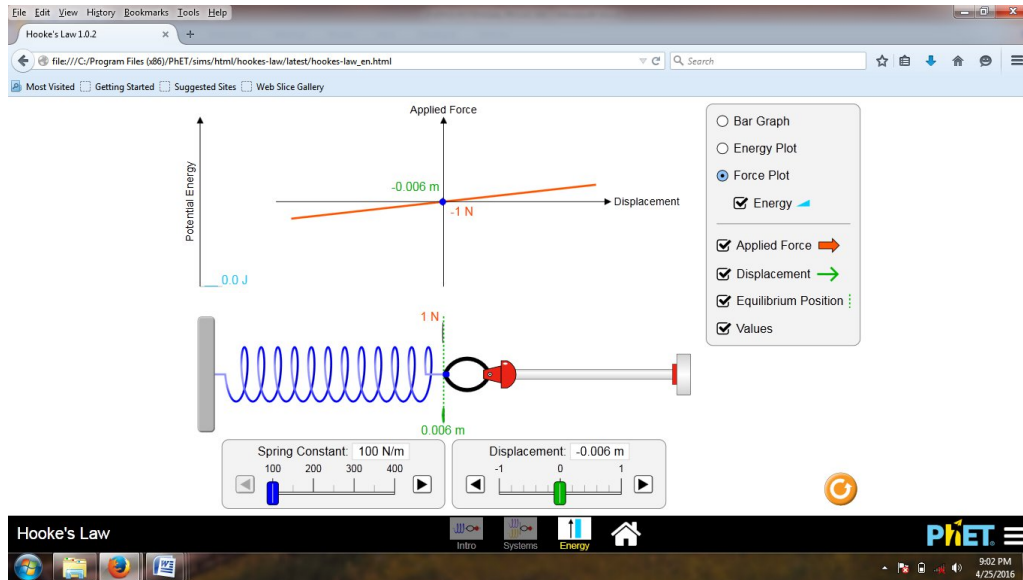 File Edit View History Bookmarks Tools Help
Hooke's Law 1.0.2
file:///C:/Program Files (x86)/PhET/sims/html/hookes-law/latest/hookes-law_en.html
Search
Most Visited Getting Started Suggested Sites Web Slice Gallery
Applied Force
Potential Energy
-0.006 m
Displacement
-1 N
0.0 J
Bar Graph
Energy Plot
Force Plot
Energy
Applied Force
Displacement
Equilibrium Position
Values
1 N
0.006 m
Spring Constant: 100 N/m
100 200 300 400
Displacement: -0.006 m
-1 0 1
Hooke's Law
Intro
Systems
Energy
PhET
9:02 PM
4/25/2016